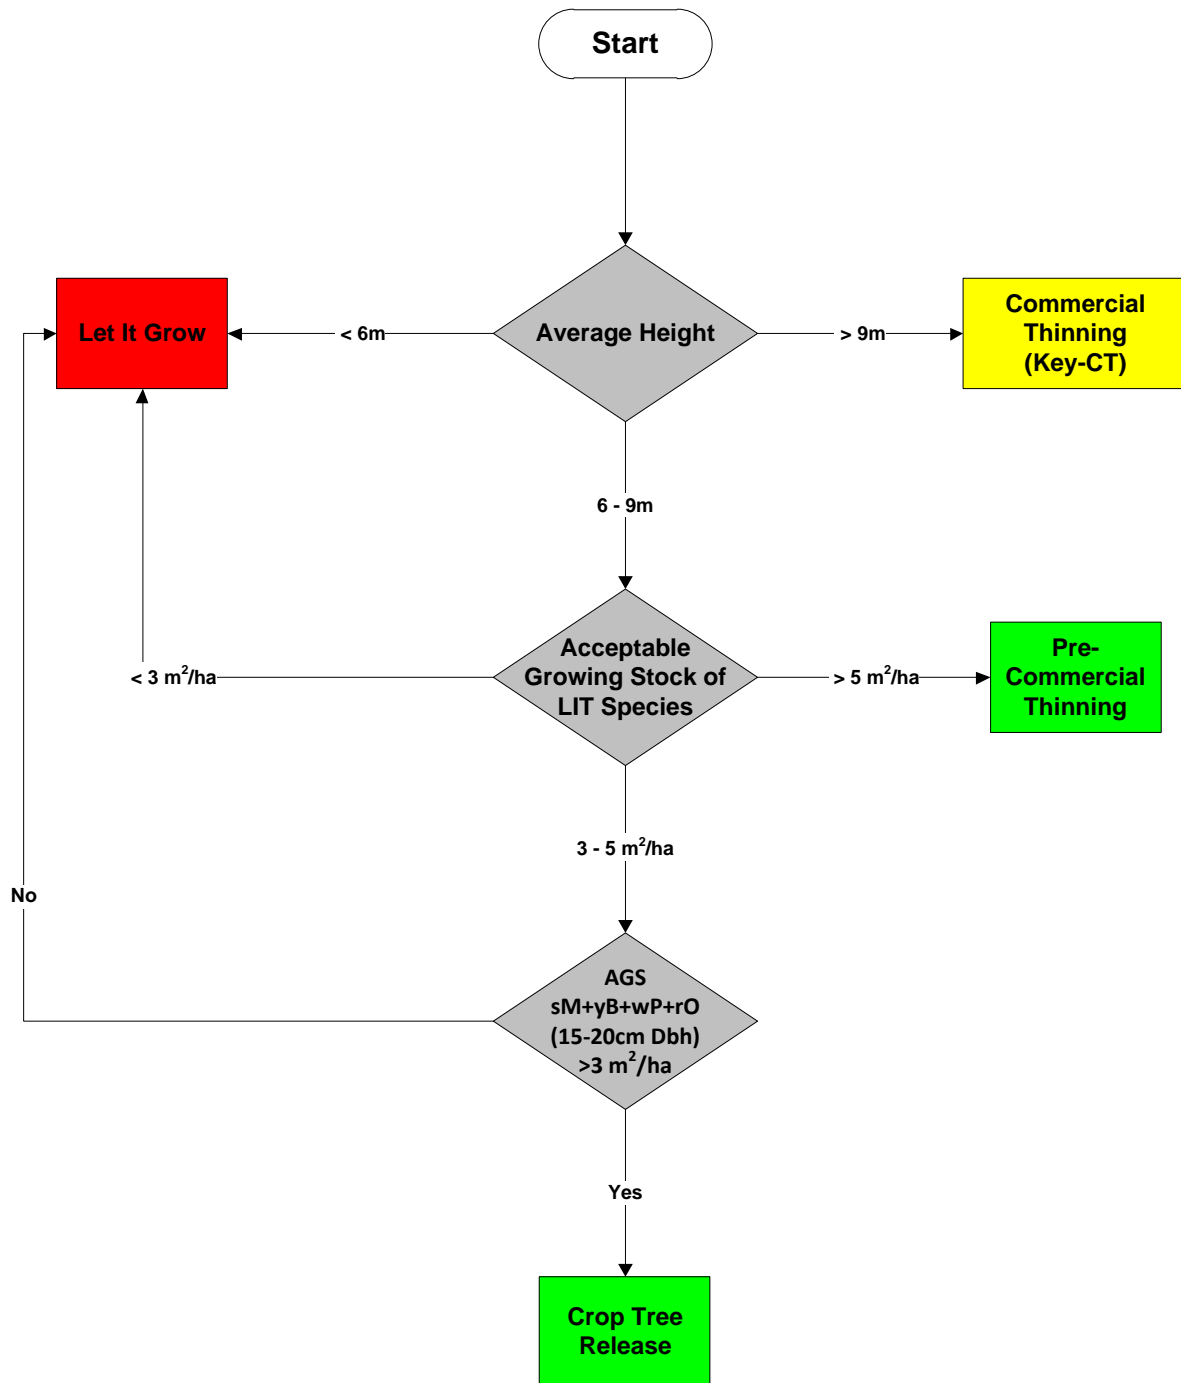 Start
Let It Grow
< 6m
Average Height
> 9m
Commercial
Thinning
(Key-CT)
6 - 9m
< 3 m²/ha
Acceptable
Growing Stock of
LIT Species
> 5 m²/ha
Pre-
Commercial
Thinning
3 - 5 m²/ha
No
AGS
sM+yB+wP+rO
(15-20cm Dbh)
>3 m²/ha
Yes
Crop Tree
Release